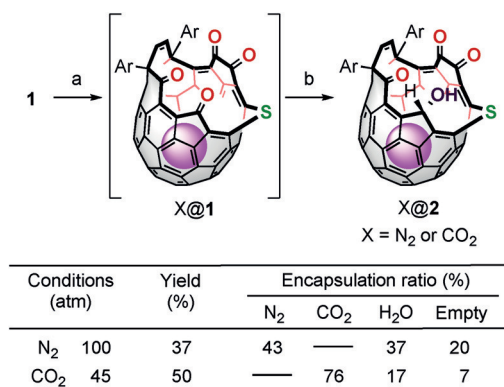 Ar O O Ar O O
Ar O O S Ar O H OH S
1 a b
X@1 X@2
X = N₂ or CO₂
Conditions Yield Encapsulation ratio (%)
(atm) (%) N₂ CO₂ H₂O Empty
N₂ 100 37 43 — 37 20
CO₂ 45 50 — 76 17 7